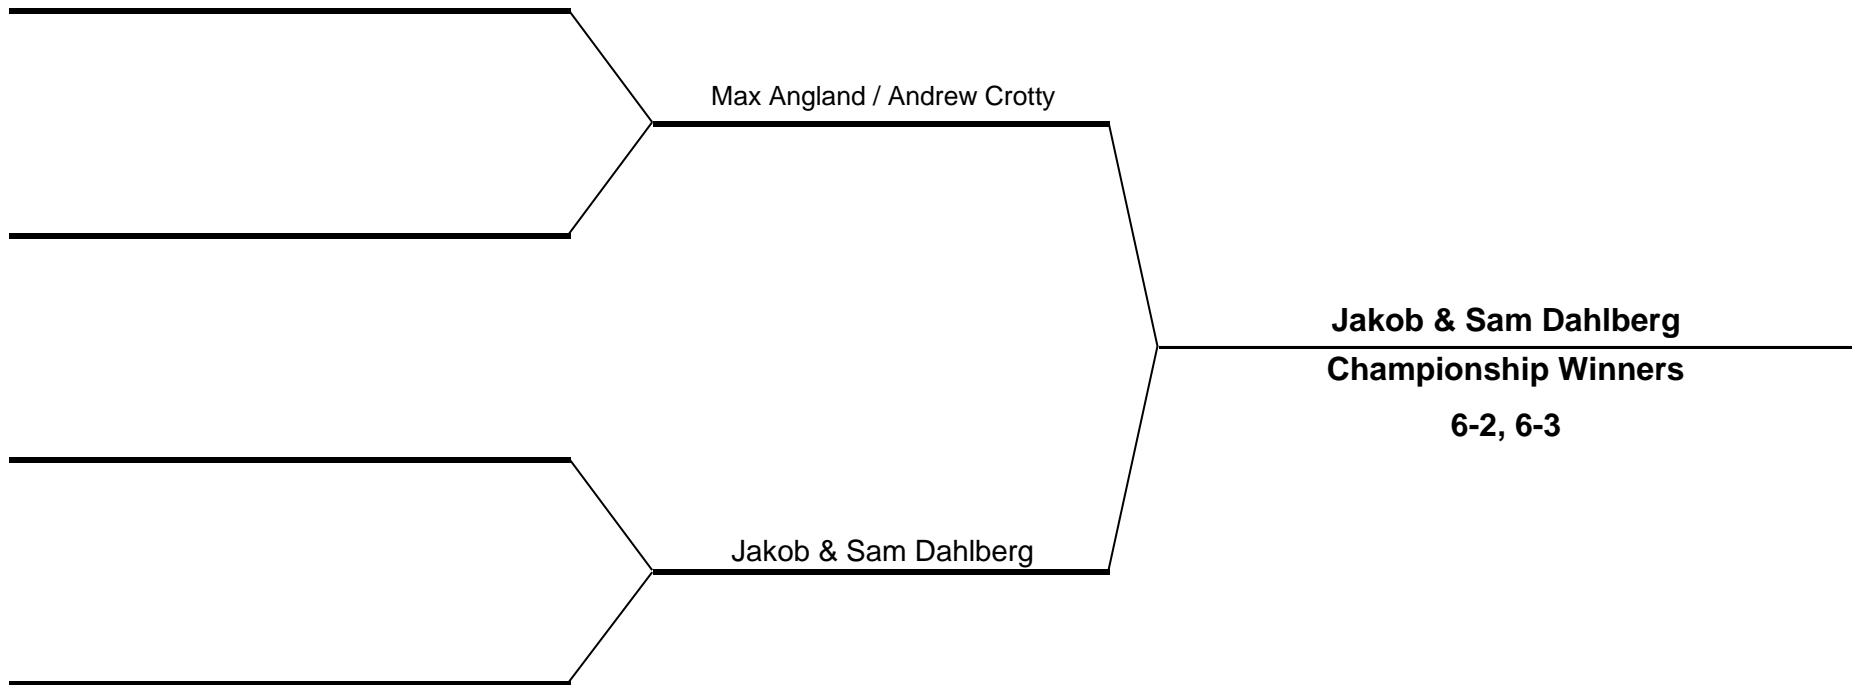 Max Angland / Andrew Crotty
Jakob & Sam Dahlberg
Championship Winners
6-2, 6-3
Jakob & Sam Dahlberg